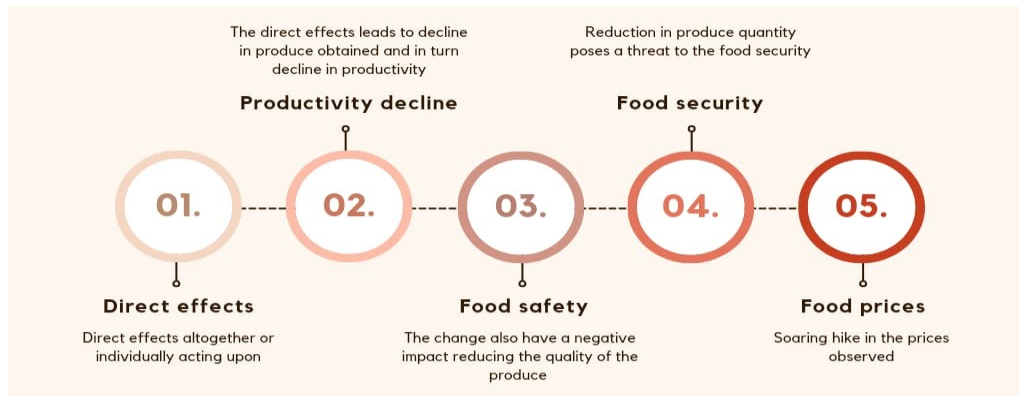 01.
Direct effects
Direct effects altogether or
individually acting upon
The direct effects leads to decline
in produce obtained and in turn
decline in productivity
Productivity decline
02.
03.
Food safety
The change also have a negative
impact reducing the quality of the
produce
Reduction in produce quantity
poses a threat to the food security
Food security
04.
05.
Food prices
Soaring hike in the prices
observed